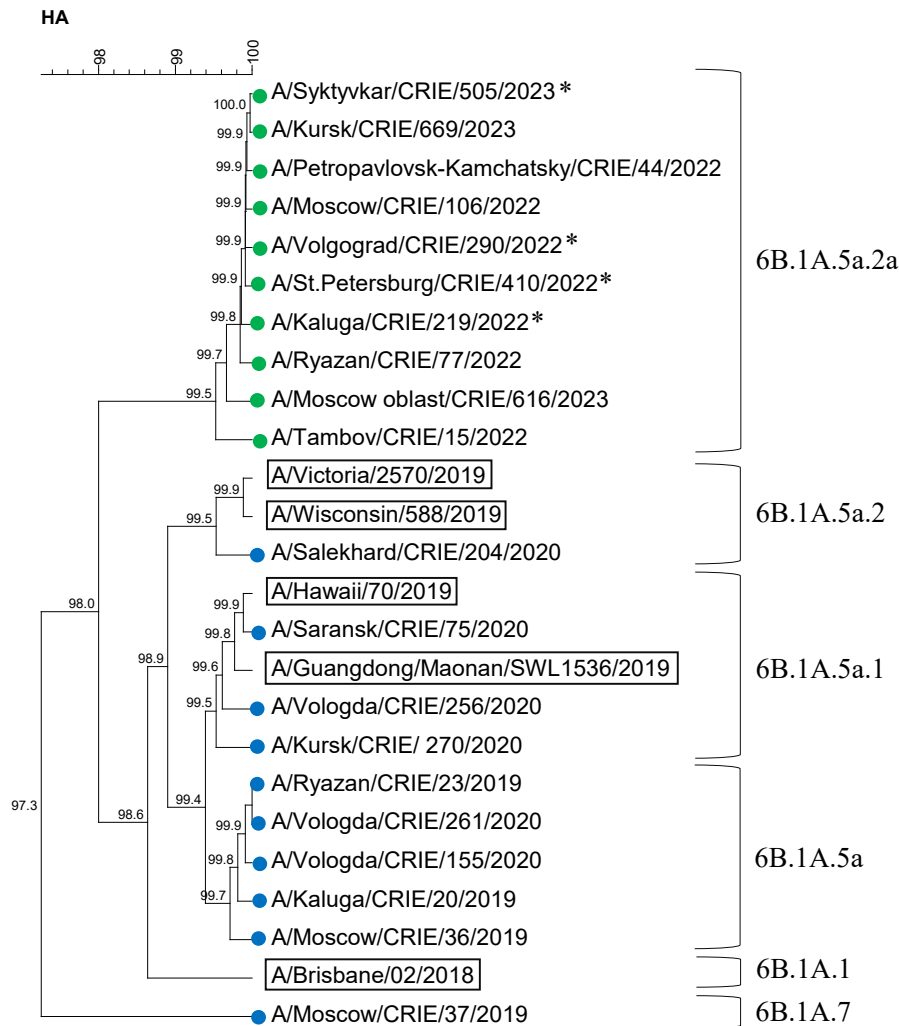 HA
98 99 100
A/Syktyvkar/CRIE/505/2023*
100.0
A/Kursk/CRIE/669/2023
99.9
A/Petropavlovsk-Kamchatsky/CRIE/44/2022
99.9
A/Moscow/CRIE/106/2022
99.9
A/Volgograd/CRIE/290/2022*
99.9
6B.1A.5a.2a
A/St.Petersburg/CRIE/410/2022*
99.9
A/Kaluga/CRIE/219/2022*
99.8
A/Ryazan/CRIE/77/2022
99.7
A/Moscow oblast/CRIE/616/2023
99.5
A/Tambov/CRIE/15/2022
A/Victoria/2570/2019
99.9
A/Wisconsin/588/2019
6B.1A.5a.2
99.5
A/Salekhard/CRIE/204/2020
A/Hawaii/70/2019
98.0
99.9
A/Saransk/CRIE/75/2020
99.8
98.9
A/Guangdong/Maonan/SWL1536/2019
6B.1A.5a.1
99.6
A/Vologda/CRIE/256/2020
99.5
A/Kursk/CRIE/ 270/2020
A/Ryazan/CRIE/23/2019
97.3
99.4
98.6
A/Vologda/CRIE/261/2020
99.9
A/Vologda/CRIE/155/2020
6B.1A.5a
99.8
A/Kaluga/CRIE/20/2019
99.7
A/Moscow/CRIE/36/2019
A/Brisbane/02/2018
6B.1A.1
A/Moscow/CRIE/37/2019
6B.1A.7